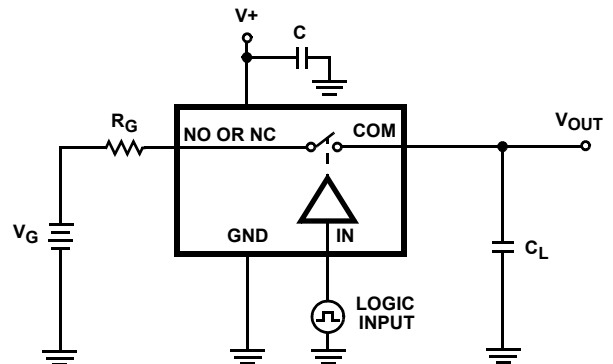 V+
C
RG
NO OR NC
COM
VOUT
VG
GND
IN
CL
LOGIC
INPUT